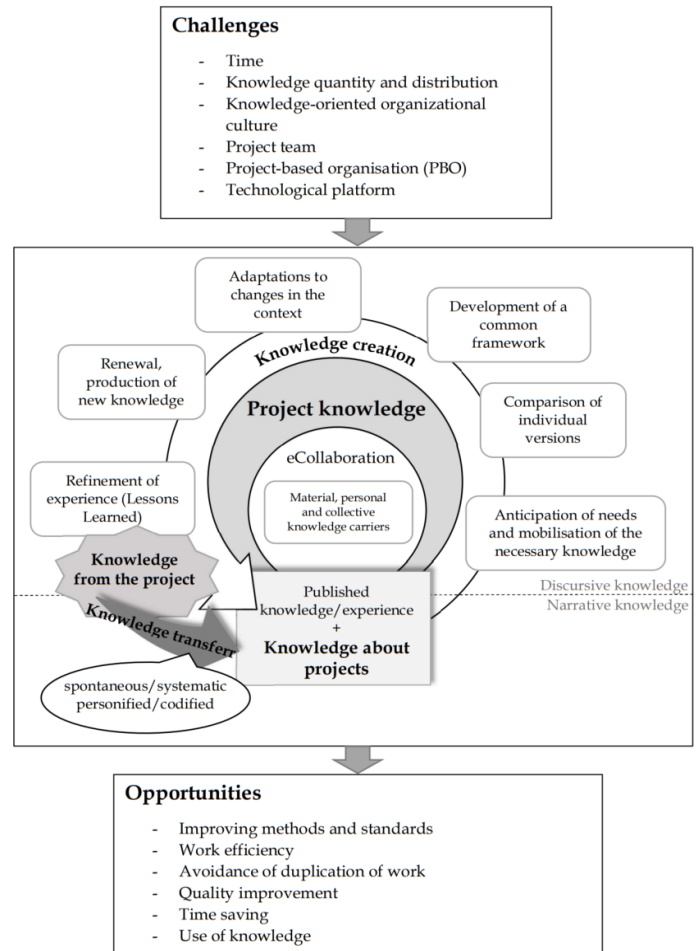 Challenges
- Time
- Knowledge quantity and distribution
- Knowledge-oriented organizational
culture
- Project team
- Project-based organisation (PBO)
- Technological platform
Adaptations to
changes in the
context
Development of a
common
framework
Knowledge creation
Renewal,
production of
new knowledge
Project knowledge
Comparison of
individual
versions
eCollaboration
Refinement of
experience (Lessons
Learned)
Material, personal
and collective
knowledge carriers
Anticipation of needs
and mobilisation of the
necessary knowledge
Knowledge
from the project
Published
knowledge/experience
+
Knowledge about
projects
Discursive knowledge
Narrative knowledge
Knowledge transferr
spontaneous/systematic
personified/codified
Opportunities
- Improving methods and standards
- Work efficiency
- Avoidance of duplication of work
- Quality improvement
- Time saving
- Use of knowledge